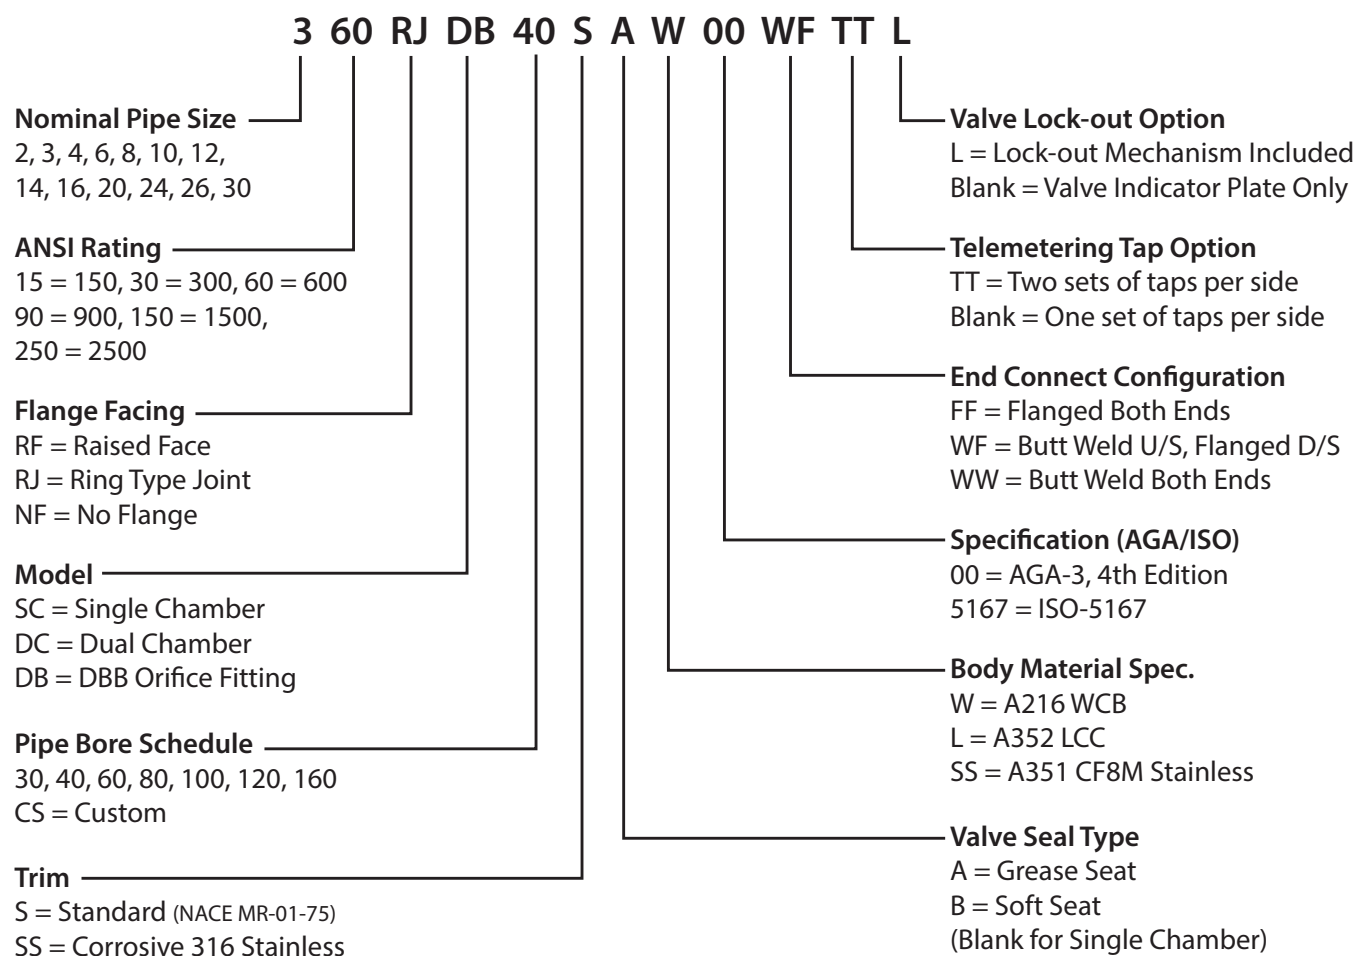 3 60 RJ DB 40 S A W 00 WF TT L
Nominal Pipe Size
2, 3, 4, 6, 8, 10, 12,
14, 16, 20, 24, 26, 30
ANSI Rating
15 = 150, 30 = 300, 60 = 600
90 = 900, 150 = 1500,
250 = 2500
Flange Facing
RF = Raised Face
RJ = Ring Type Joint
NF = No Flange
Model
SC = Single Chamber
DC = Dual Chamber
DB = DBB Orifice Fitting
Pipe Bore Schedule
30, 40, 60, 80, 100, 120, 160
CS = Custom
Trim
S = Standard (NACE MR-01-75)
SS = Corrosive 316 Stainless
Valve Lock-out Option
L = Lock-out Mechanism Included
Blank = Valve Indicator Plate Only
Telemetering Tap Option
TT = Two sets of taps per side
Blank = One set of taps per side
End Connect Configuration
FF = Flanged Both Ends
WF = Butt Weld U/S, Flanged D/S
WW = Butt Weld Both Ends
Specification (AGA/ISO)
00 = AGA-3, 4th Edition
5167 = ISO-5167
Body Material Spec.
W = A216 WCB
L = A352 LCC
SS = A351 CF8M Stainless
Valve Seal Type
A = Grease Seat
B = Soft Seat
(Blank for Single Chamber)